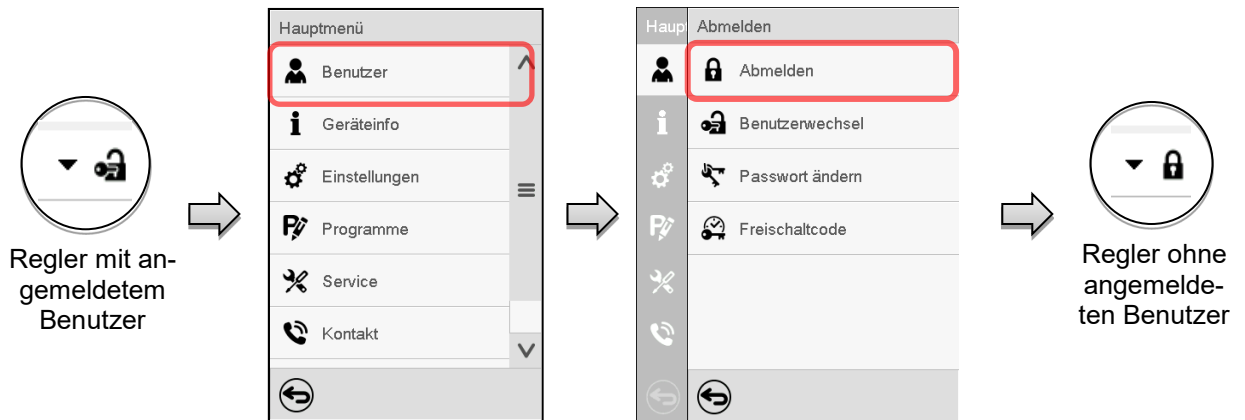 Regler mit an-
gemeldetem
Benutzer
Hauptmenü
Benutzer
Geräteinfo
Einstellungen
Programme
Service
Kontakt
Haup
Abmelden
Abmelden
Benutzerwechsel
Passwort ändern
Freischaltcode
Regler ohne
angemelde-
ten Benutzer